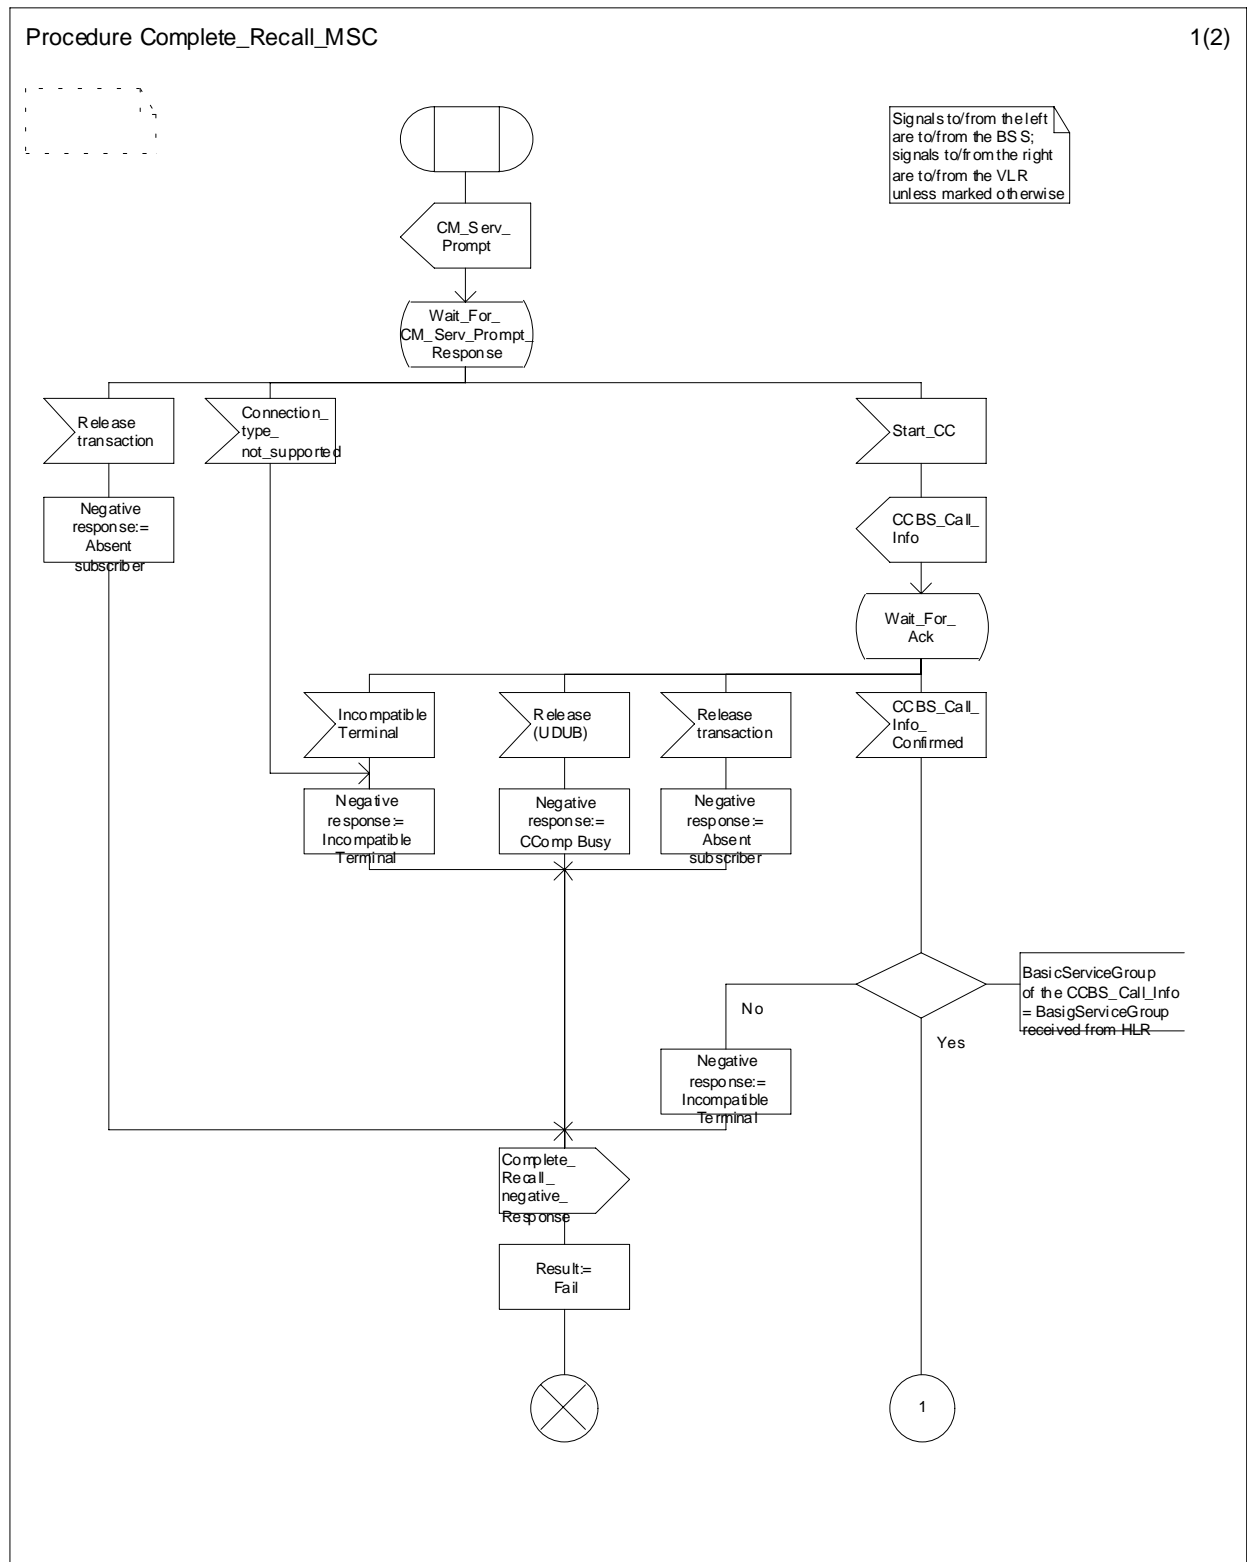 Procedure Complete_Recall_MSC
1(2)
Signals to/from the left
are to/from the BSS;
signals to/from the right
are to/from the VLR
unless marked otherwise
CM_Serv_
Prompt
Wait_For_
CM_Serv_Prompt_
Response
Release
transaction
Connection_
type_
not_supported
Start_CC
Negative
response:=
Absent
subscriber
CCBS_Call_
Info
Wait_For_
Ack
Incompatible
Terminal
Release
(UDUB)
Release
transaction
CCBS_Call_
Info_
Confirmed
Negative
response:=
Incompatible
Terminal
Negative
response:=
CComp Busy
Negative
response:=
Absent
subscriber
BasicServiceGroup
of the CCBS_Call_Info
= BasigServiceGroup
received from HLR
No
Yes
Negative
response:=
Incompatible
Terminal
Complete_
Recall_
negative_
Response
Result:=
Fail
1